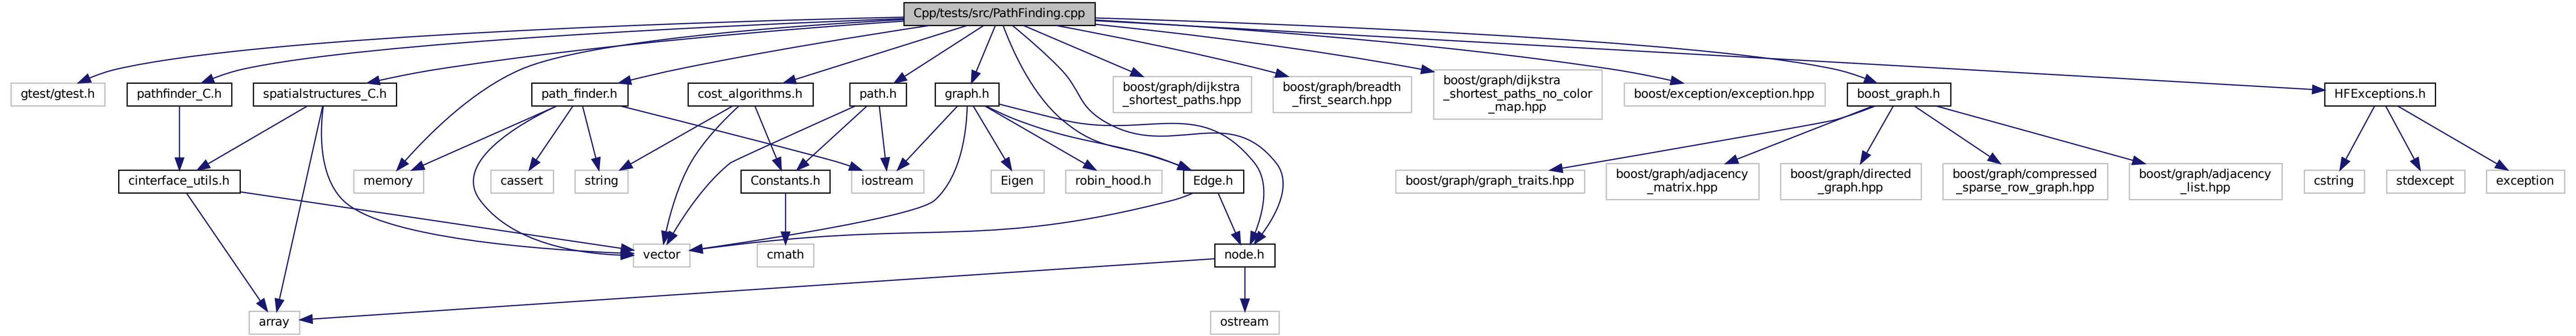 Cpp/tests/src/PathFinding.cpp
gtest/gtest.h
pathfinder_C.h
spatialstructures_C.h
path_finder.h
cost_algorithms.h
path.h
graph.h
boost/graph/dijkstra
_shortest_paths.hpp
boost/graph/breadth
_first_search.hpp
boost/graph/dijkstra
_shortest_paths_no_color
_map.hpp
boost/exception/exception.hpp
boost_graph.h
HFExceptions.h
cinterface_utils.h
memory
cassert
string
Constants.h
iostream
Eigen
robin_hood.h
Edge.h
boost/graph/graph_traits.hpp
boost/graph/adjacency
_matrix.hpp
boost/graph/directed
_graph.hpp
boost/graph/compressed
_sparse_row_graph.hpp
boost/graph/adjacency
_list.hpp
cstring
stdexcept
exception
vector
cmath
node.h
array
ostream